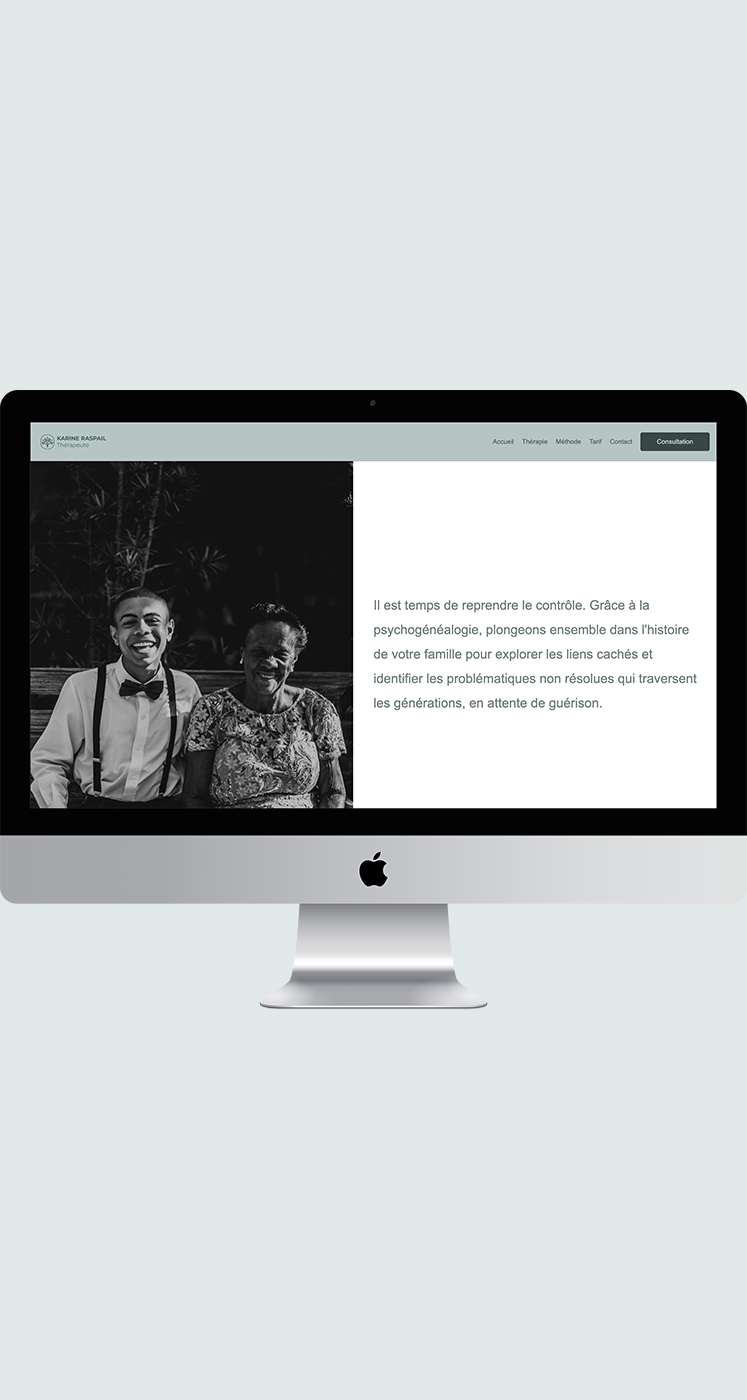 KARINE RASPAIL
Thérapeute
Accueil Thérapie Méthode Tarif Contact Consultation
Il est temps de reprendre le contrôle. Grâce à la
psychogénéalogie, plongeons ensemble dans l'histoire
de votre famille pour explorer les liens cachés et
identifier les problématiques non résolues qui traversent
les générations, en attente de guérison.